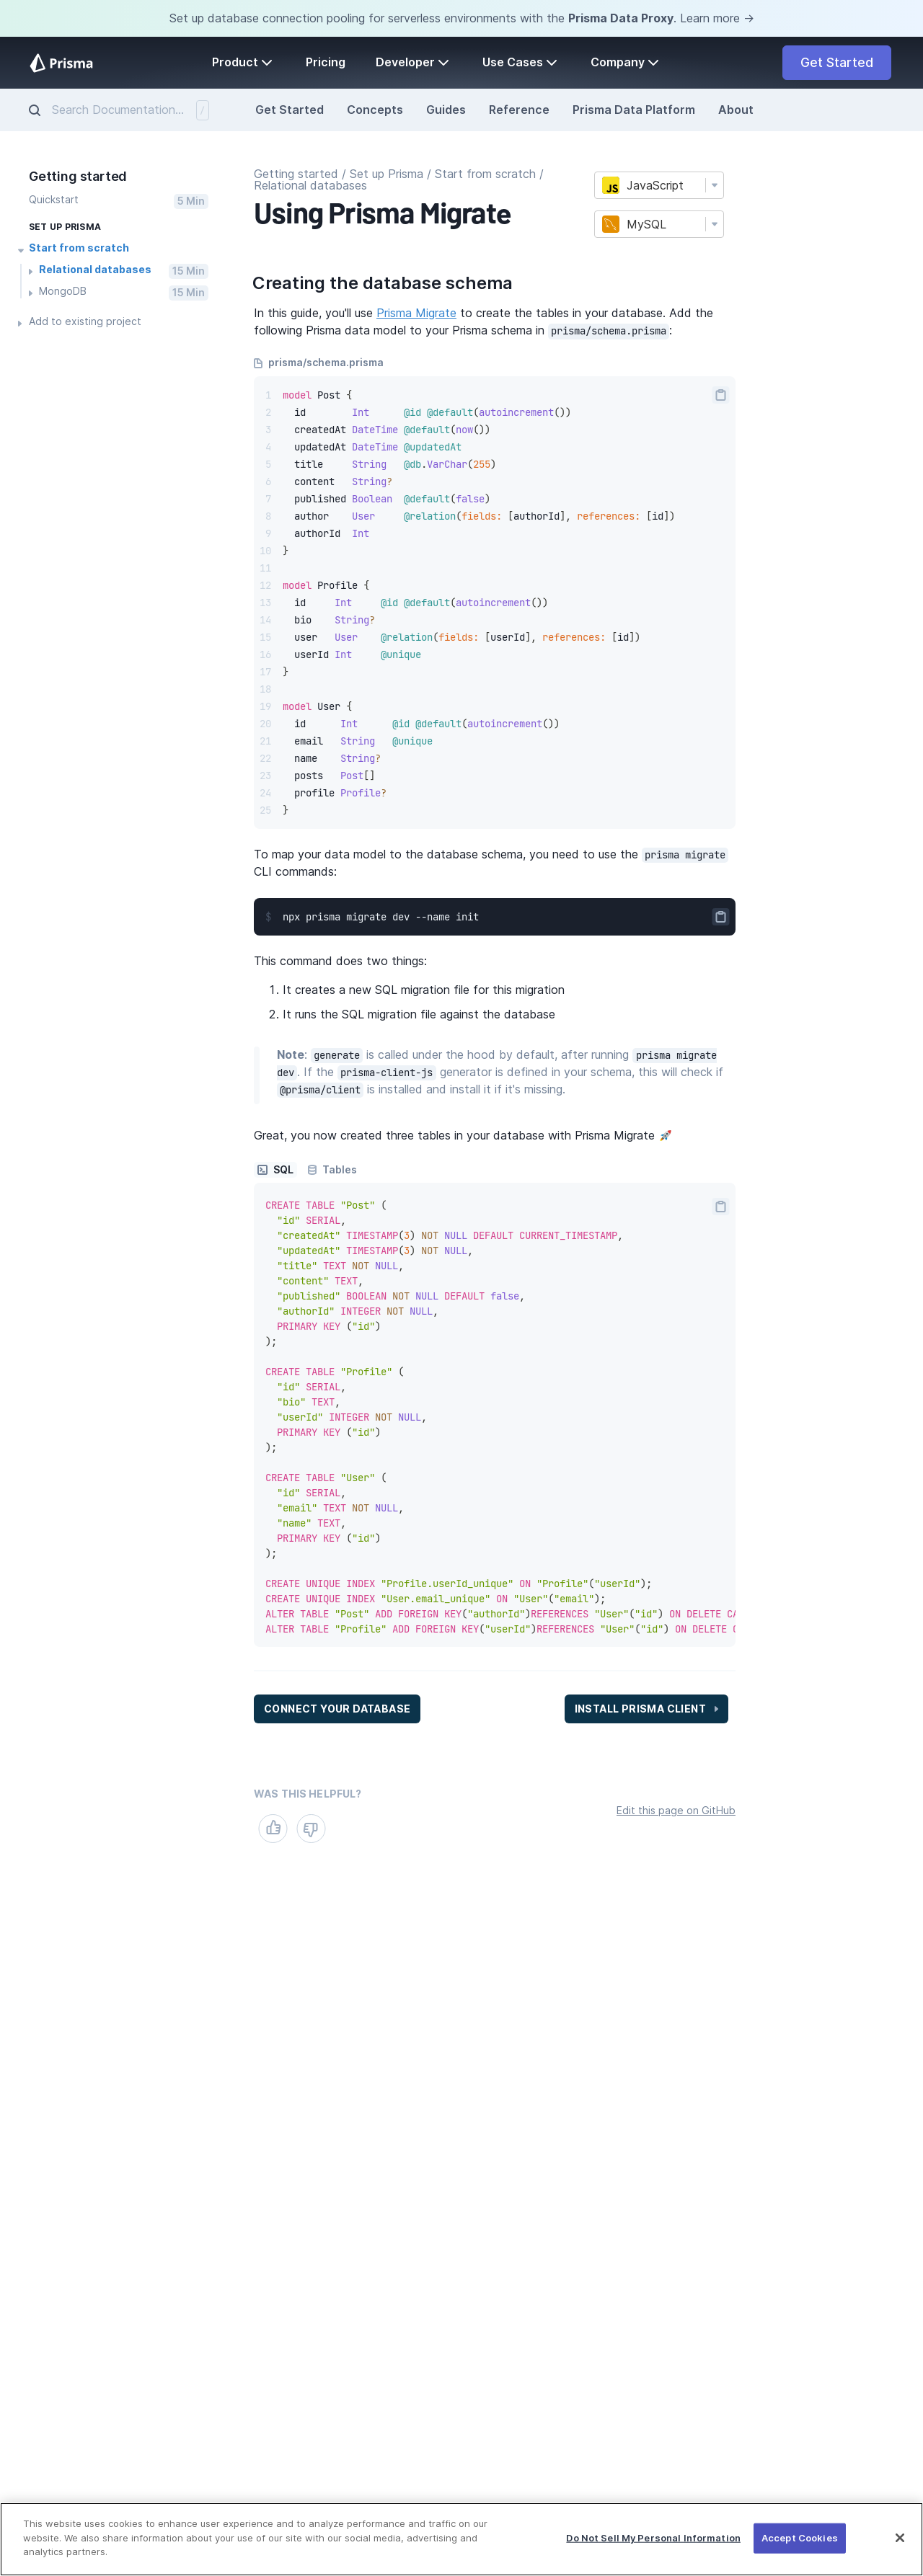 Set up database connection pooling for serverless environments with the Prisma Data Proxy. Learn more →
Prisma
Product
Pricing
Developer
Use Cases
Company
Get Started
Search Documentation... /
Get Started
Concepts
Guides
Reference
Prisma Data Platform
About
Getting started
Quickstart 5 Min
SET UP PRISMA
Start from scratch
Relational databases 15 Min
MongoDB 15 Min
Add to existing project
Getting started / Set up Prisma / Start from scratch /
Relational databases
Using Prisma Migrate
JS JavaScript
MySQL
Creating the database schema
In this guide, you'll use Prisma Migrate to create the tables in your database. Add the
following Prisma data model to your Prisma schema in prisma/schema.prisma :
prisma/schema.prisma
1 model Post {
2   id        Int      @id @default(autoincrement())
3   createdAt DateTime @default(now())
4   updatedAt DateTime @updatedAt
5   title     String   @db.VarChar(255)
6   content   String?
7   published Boolean  @default(false)
8   author    User     @relation(fields: [authorId], references: [id])
9   authorId  Int
10 }
11
12 model Profile {
13   id     Int     @id @default(autoincrement())
14   bio    String?
15   user   User    @relation(fields: [userId], references: [id])
16   userId Int     @unique
17 }
18
19 model User {
20   id      Int      @id @default(autoincrement())
21   email   String   @unique
22   name    String?
23   posts   Post[]
24   profile Profile?
25 }
To map your data model to the database schema, you need to use the prisma migrate
CLI commands:
$ npx prisma migrate dev --name init
This command does two things:
1. It creates a new SQL migration file for this migration
2. It runs the SQL migration file against the database
Note: generate is called under the hood by default, after running prisma migrate
dev. If the prisma-client-js generator is defined in your schema, this will check if
@prisma/client is installed and install it if it's missing.
Great, you now created three tables in your database with Prisma Migrate 🚀
SQL Tables
CREATE TABLE "Post" (
  "id" SERIAL,
  "createdAt" TIMESTAMP(3) NOT NULL DEFAULT CURRENT_TIMESTAMP,
  "updatedAt" TIMESTAMP(3) NOT NULL,
  "title" TEXT NOT NULL,
  "content" TEXT,
  "published" BOOLEAN NOT NULL DEFAULT false,
  "authorId" INTEGER NOT NULL,
  PRIMARY KEY ("id")
);
CREATE TABLE "Profile" (
  "id" SERIAL,
  "bio" TEXT,
  "userId" INTEGER NOT NULL,
  PRIMARY KEY ("id")
);
CREATE TABLE "User" (
  "id" SERIAL,
  "email" TEXT NOT NULL,
  "name" TEXT,
  PRIMARY KEY ("id")
);
CREATE UNIQUE INDEX "Profile.userId_unique" ON "Profile"("userId");
CREATE UNIQUE INDEX "User.email_unique" ON "User"("email");
ALTER TABLE "Post" ADD FOREIGN KEY("authorId")REFERENCES "User"("id") ON DELETE CA
ALTER TABLE "Profile" ADD FOREIGN KEY("userId")REFERENCES "User"("id") ON DELETE
CONNECT YOUR DATABASE
INSTALL PRISMA CLIENT
WAS THIS HELPFUL?
Edit this page on GitHub
This website uses cookies to enhance user experience and to analyze performance and traffic on our
website. We also share information about your use of our site with our social media, advertising and
analytics partners.
Do Not Sell My Personal Information
Accept Cookies